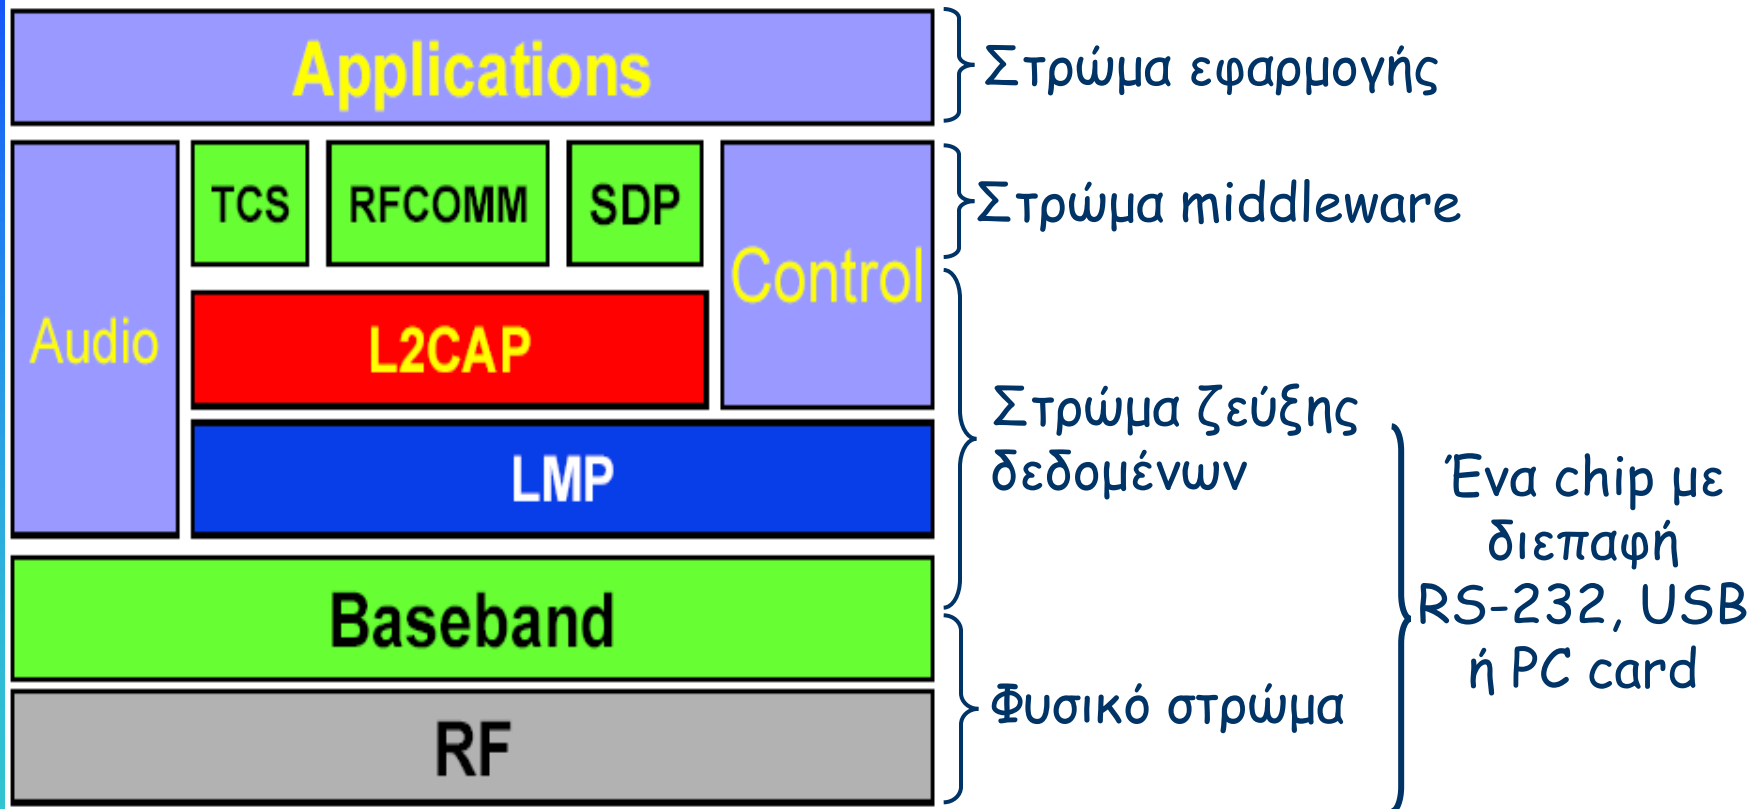 Applications
Στρώμα εφαρμογής
TCS
RFCOMM
SDP
Στρώμα middleware
Control
Audio
L2CAP
Στρώμα ζεύξης
δεδομένων
LMP
Ένα chip με
διεπαφή
RS-232, USB
ή PC card
Baseband
Φυσικό στρώμα
RF